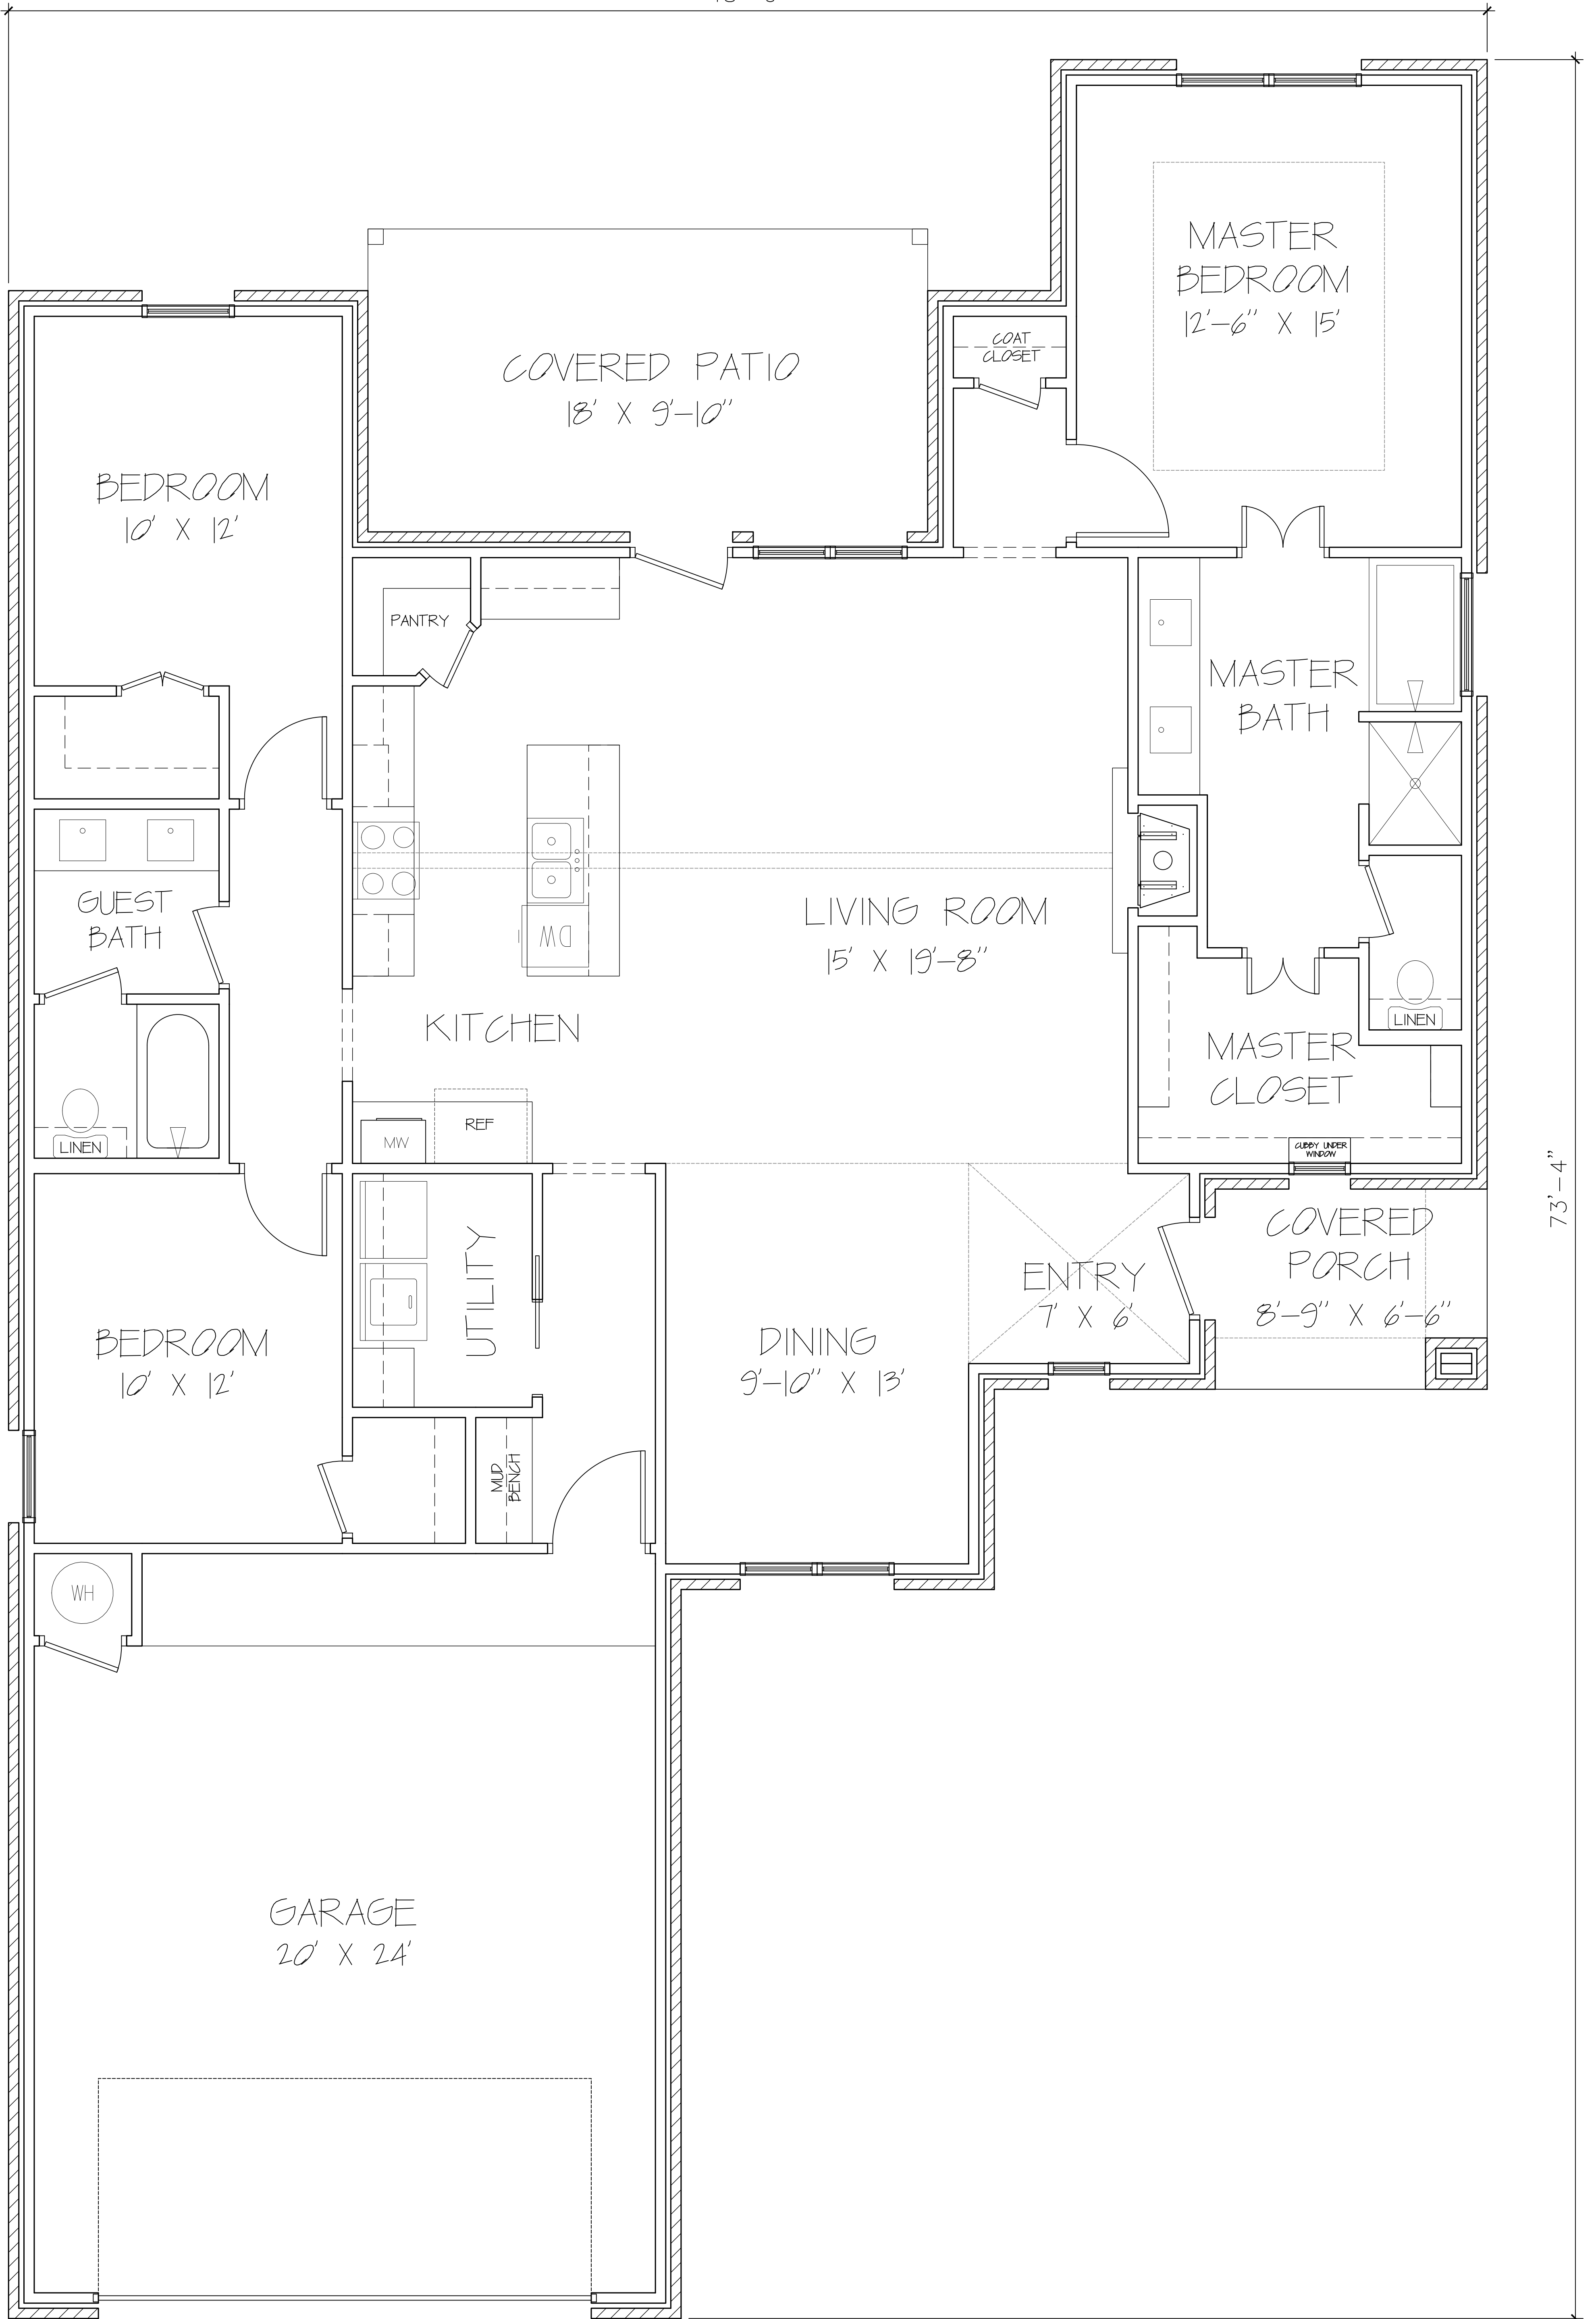 MASTER
BEDROOM
12'-6" X 15'
COAT
CLOSET
COVERED PATIO
18' X 9'-10"
BEDROOM
10' X 12'
PANTRY
MASTER
BATH
GUEST
BATH
LIVING ROOM
15' X 19'-8"
DW
KITCHEN
LINEN
MASTER
CLOSET
REF
MW
LINEN
CUBBY UNDER
WINDOW
73'-4"
COVERED
PORCH
8'-9" X 6'-6"
ENTRY
7' X 6'
UTILITY
BEDROOM
10' X 12'
DINING
9'-10" X 13'
MUD
BENCH
WH
GARAGE
20' X 24'